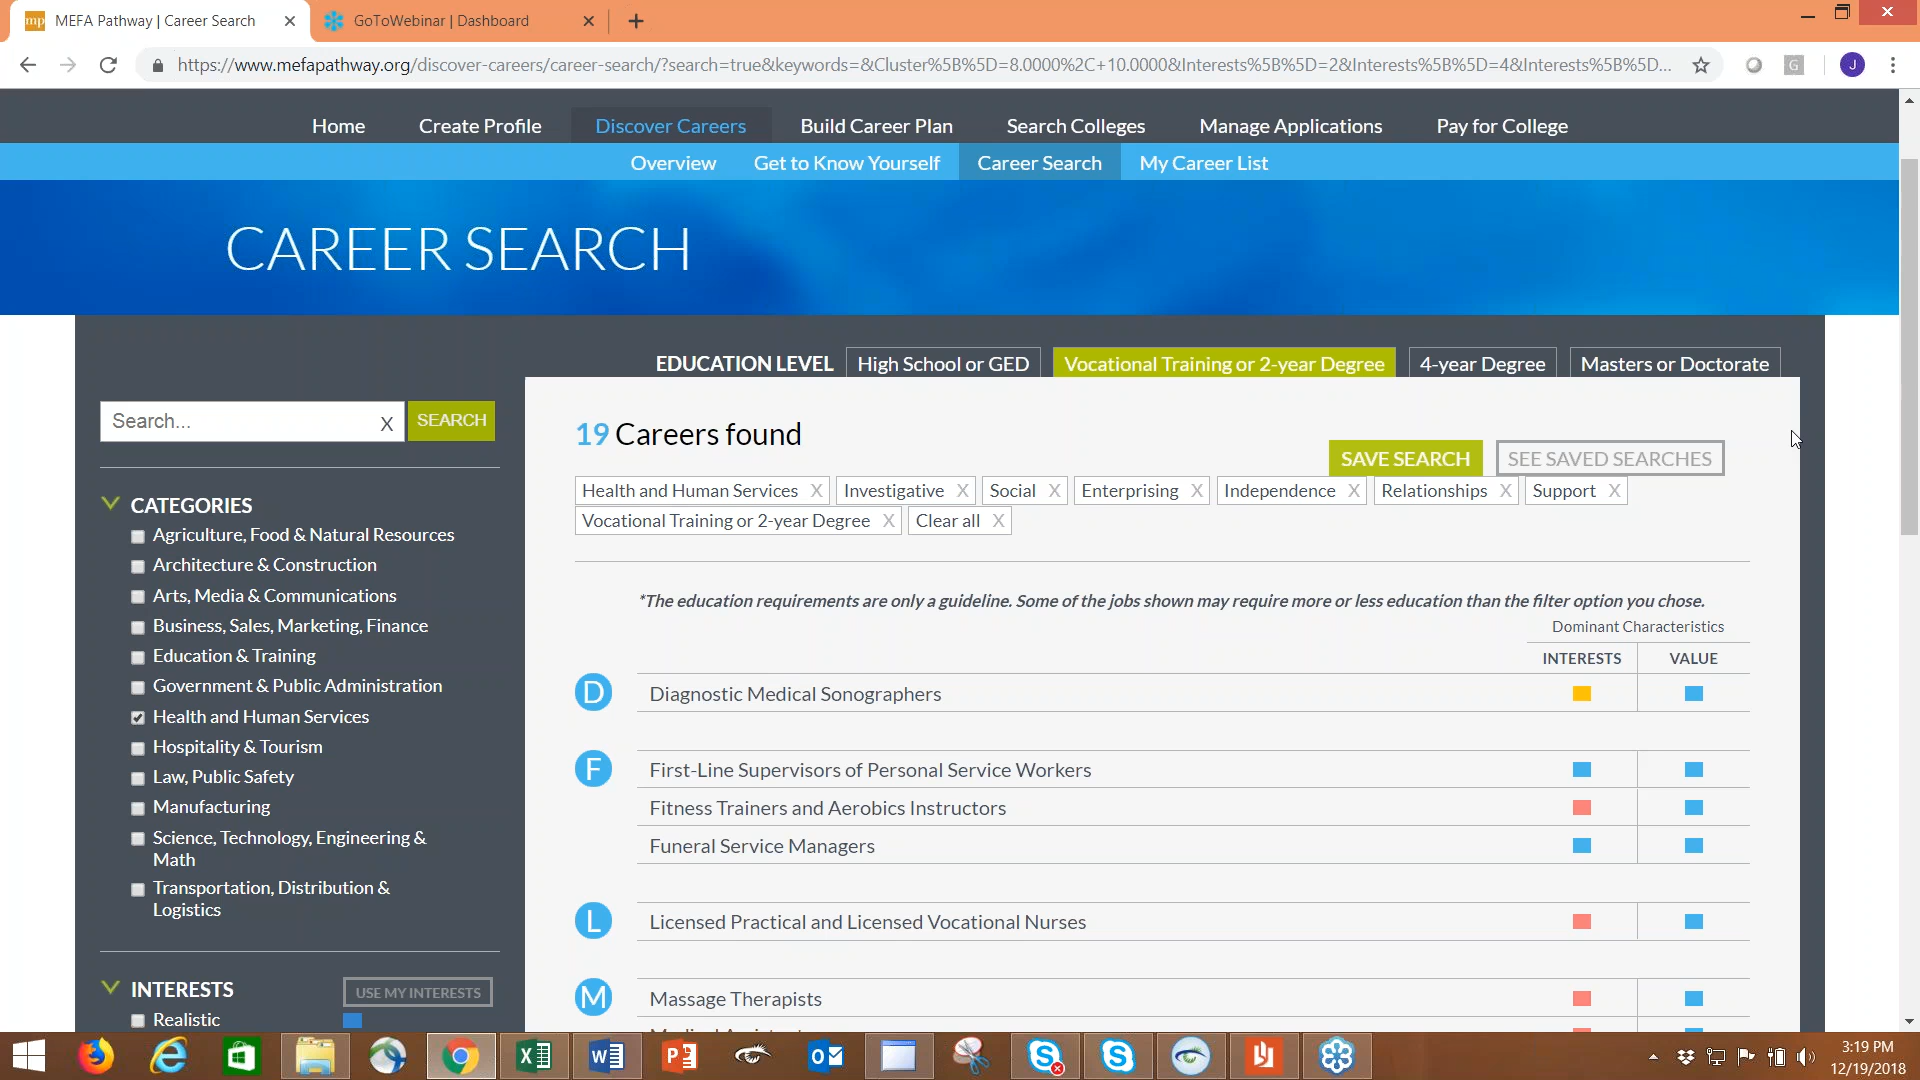 mp MEFA Pathway | Career Search
GoToWebinar | Dashboard
https://www.mefapathway.org/discover-careers/career-search/?search=true&keywords=&Cluster%5B%5D=8.0000%2C+10.0000&Interests%5B%5D=2&Interests%5B%5D=4&Interests%5B%5D...
G
J
Home Create Profile Discover Careers Build Career Plan Search Colleges Manage Applications Pay for College
Overview Get to Know Yourself Career Search My Career List
CAREER SEARCH
EDUCATION LEVEL High School or GED Vocational Training or 2-year Degree 4-year Degree Masters or Doctorate
Search... X SEARCH
19 Careers found
SAVE SEARCH SEE SAVED SEARCHES
Health and Human Services X Investigative X Social X Enterprising X Independence X Relationships X Support X
Vocational Training or 2-year Degree X Clear all X
CATEGORIES
Agriculture, Food & Natural Resources
Architecture & Construction
Arts, Media & Communications
Business, Sales, Marketing, Finance
Education & Training
Government & Public Administration
Health and Human Services
Hospitality & Tourism
Law, Public Safety
Manufacturing
Science, Technology, Engineering &
Math
Transportation, Distribution &
Logistics
INTERESTS USE MY INTERESTS
Realistic
*The education requirements are only a guideline. Some of the jobs shown may require more or less education than the filter option you chose.
Dominant Characteristics
INTERESTS VALUE
D Diagnostic Medical Sonographers
F First-Line Supervisors of Personal Service Workers
Fitness Trainers and Aerobics Instructors
Funeral Service Managers
L Licensed Practical and Licensed Vocational Nurses
M Massage Therapists
3:19 PM
12/19/2018